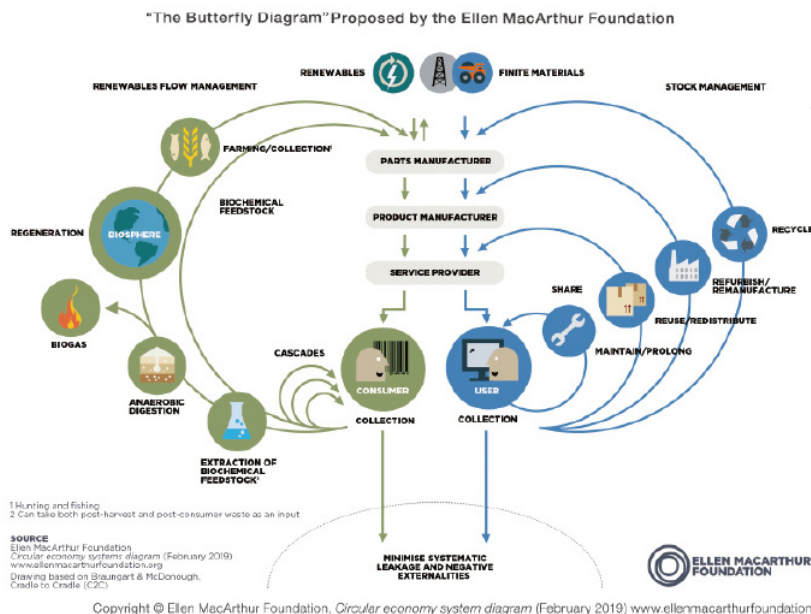 "The Butterfly Diagram" Proposed by the Ellen MacArthur Foundation
RENEWABLES
FINITE MATERIALS
RENEWABLES FLOW MANAGEMENT
STOCK MANAGEMENT
FARMING/COLLECTION¹
PARTS MANUFACTURER
BIOCHEMICAL
FEEDSTOCK
PRODUCT MANUFACTURER
REGENERATION
BIOSPHERE
RECYCLE
SERVICE PROVIDER
REFURBISH/
REMANUFACTURE
SHARE
REUSE/REDISTRIBUTE
BIOGAS
CASCADES
MAINTAIN/PROLONG
CONSUMER
USER
ANAEROBIC
DIGESTION
COLLECTION
COLLECTION
EXTRACTION OF
BIOCHEMICAL
FEEDSTOCK²
1 Hunting and fishing
2 Can take both post-harvest and post-consumer waste as an input
SOURCE
Ellen MacArthur Foundation
Circular economy systems diagram (February 2019)
www.ellenmacarthurfoundation.org
Drawing based on Braungart & McDonough,
Cradle to Cradle (C2C)
MINIMISE SYSTEMATIC
LEAKAGE AND NEGATIVE
EXTERNALITIES
ELLEN MACARTHUR
FOUNDATION
Copyright © Ellen MacArthur Foundation, Circular economy system diagram (February 2019) www.ellenmacarthurfoundation